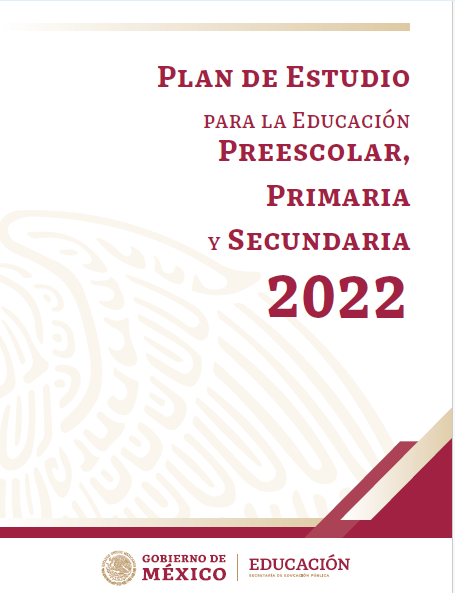 PLAN DE ESTUDIO
PARA LA EDUCACIÓN
PREESCOLAR,
PRIMARIA
Y SECUNDARIA
2022
GOBIERNO DE
MÉXICO
EDUCACIÓN
SECRETARÍA DE EDUCACIÓN PÚBLICA